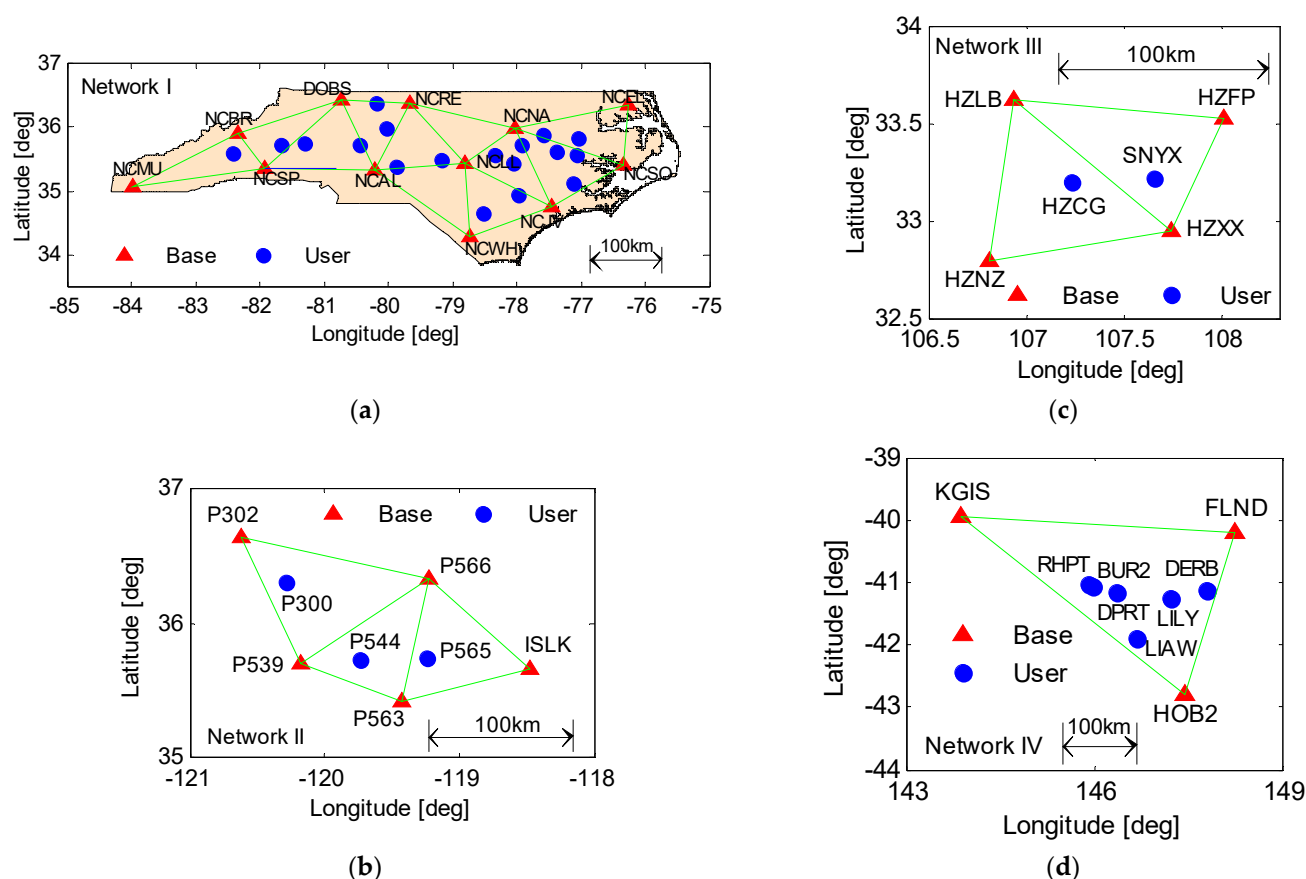 37
36
35
34
Latitude [deg]
Network I
DOBS
NCRE
NCEL
NCBR
NCNA
NCMU
NCSP
NCAL
NCLL
NCSO
NCWH
Base
User
100km
-85 -84 -83 -82 -81 -80 -79 -78 -77 -76 -75
Longitude [deg]
(a)
34
33.5
33
32.5
Latitude [deg]
Network III
100km
HZLB
HZFP
SNYX
HZCG
HZXX
HZNZ
Base
User
106.5 107 107.5 108
Longitude [deg]
(c)
37
36
35
Latitude [deg]
P302
Base
User
P566
P300
P544
P565
ISLK
P539
P563
100km
Network II
-121 -120 -119 -118
Longitude [deg]
(b)
-39
-40
-41
-42
-43
-44
Latitude [deg]
KGIS
FLND
RHPT
BUR2
DERB
DPRT
LILY
LIAW
Base
User
HOB2
100km
Network IV
143 146 149
Longitude [deg]
(d)